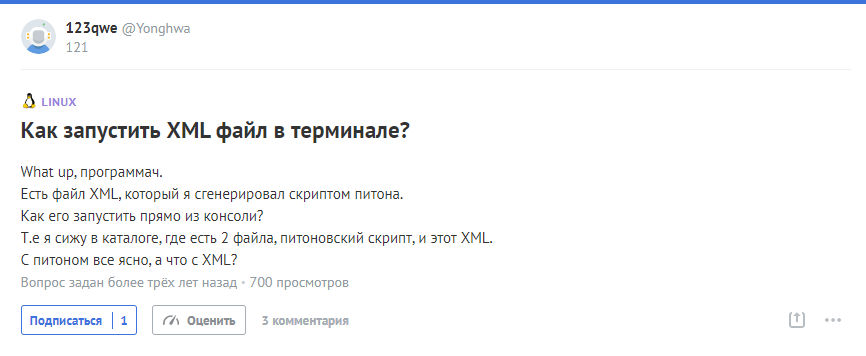 123qwe @Yonghwa
121
LINUX
Как запустить XML файл в терминале?
What up, программач.
Есть файл XML, который я сгенерировал скриптом питона.
Как его запустить прямо из консоли?
Т.е я сижу в каталоге, где есть 2 файла, питоновский скрипт, и этот XML.
С питоном все ясно, а что с XML?
Вопрос задан более трёх лет назад • 700 просмотров
Подписаться 1 Оценить 3 комментария